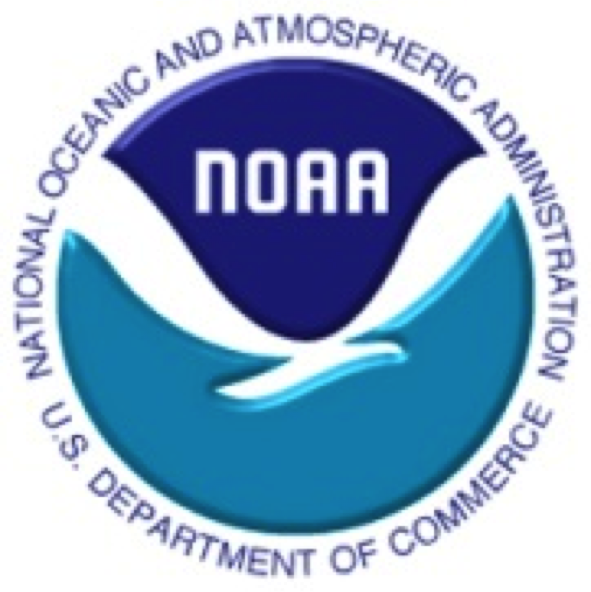 NATIONAL OCEANIC AND ATMOSPHERIC ADMINISTRATION
NOAA
U.S. DEPARTMENT OF COMMERCE